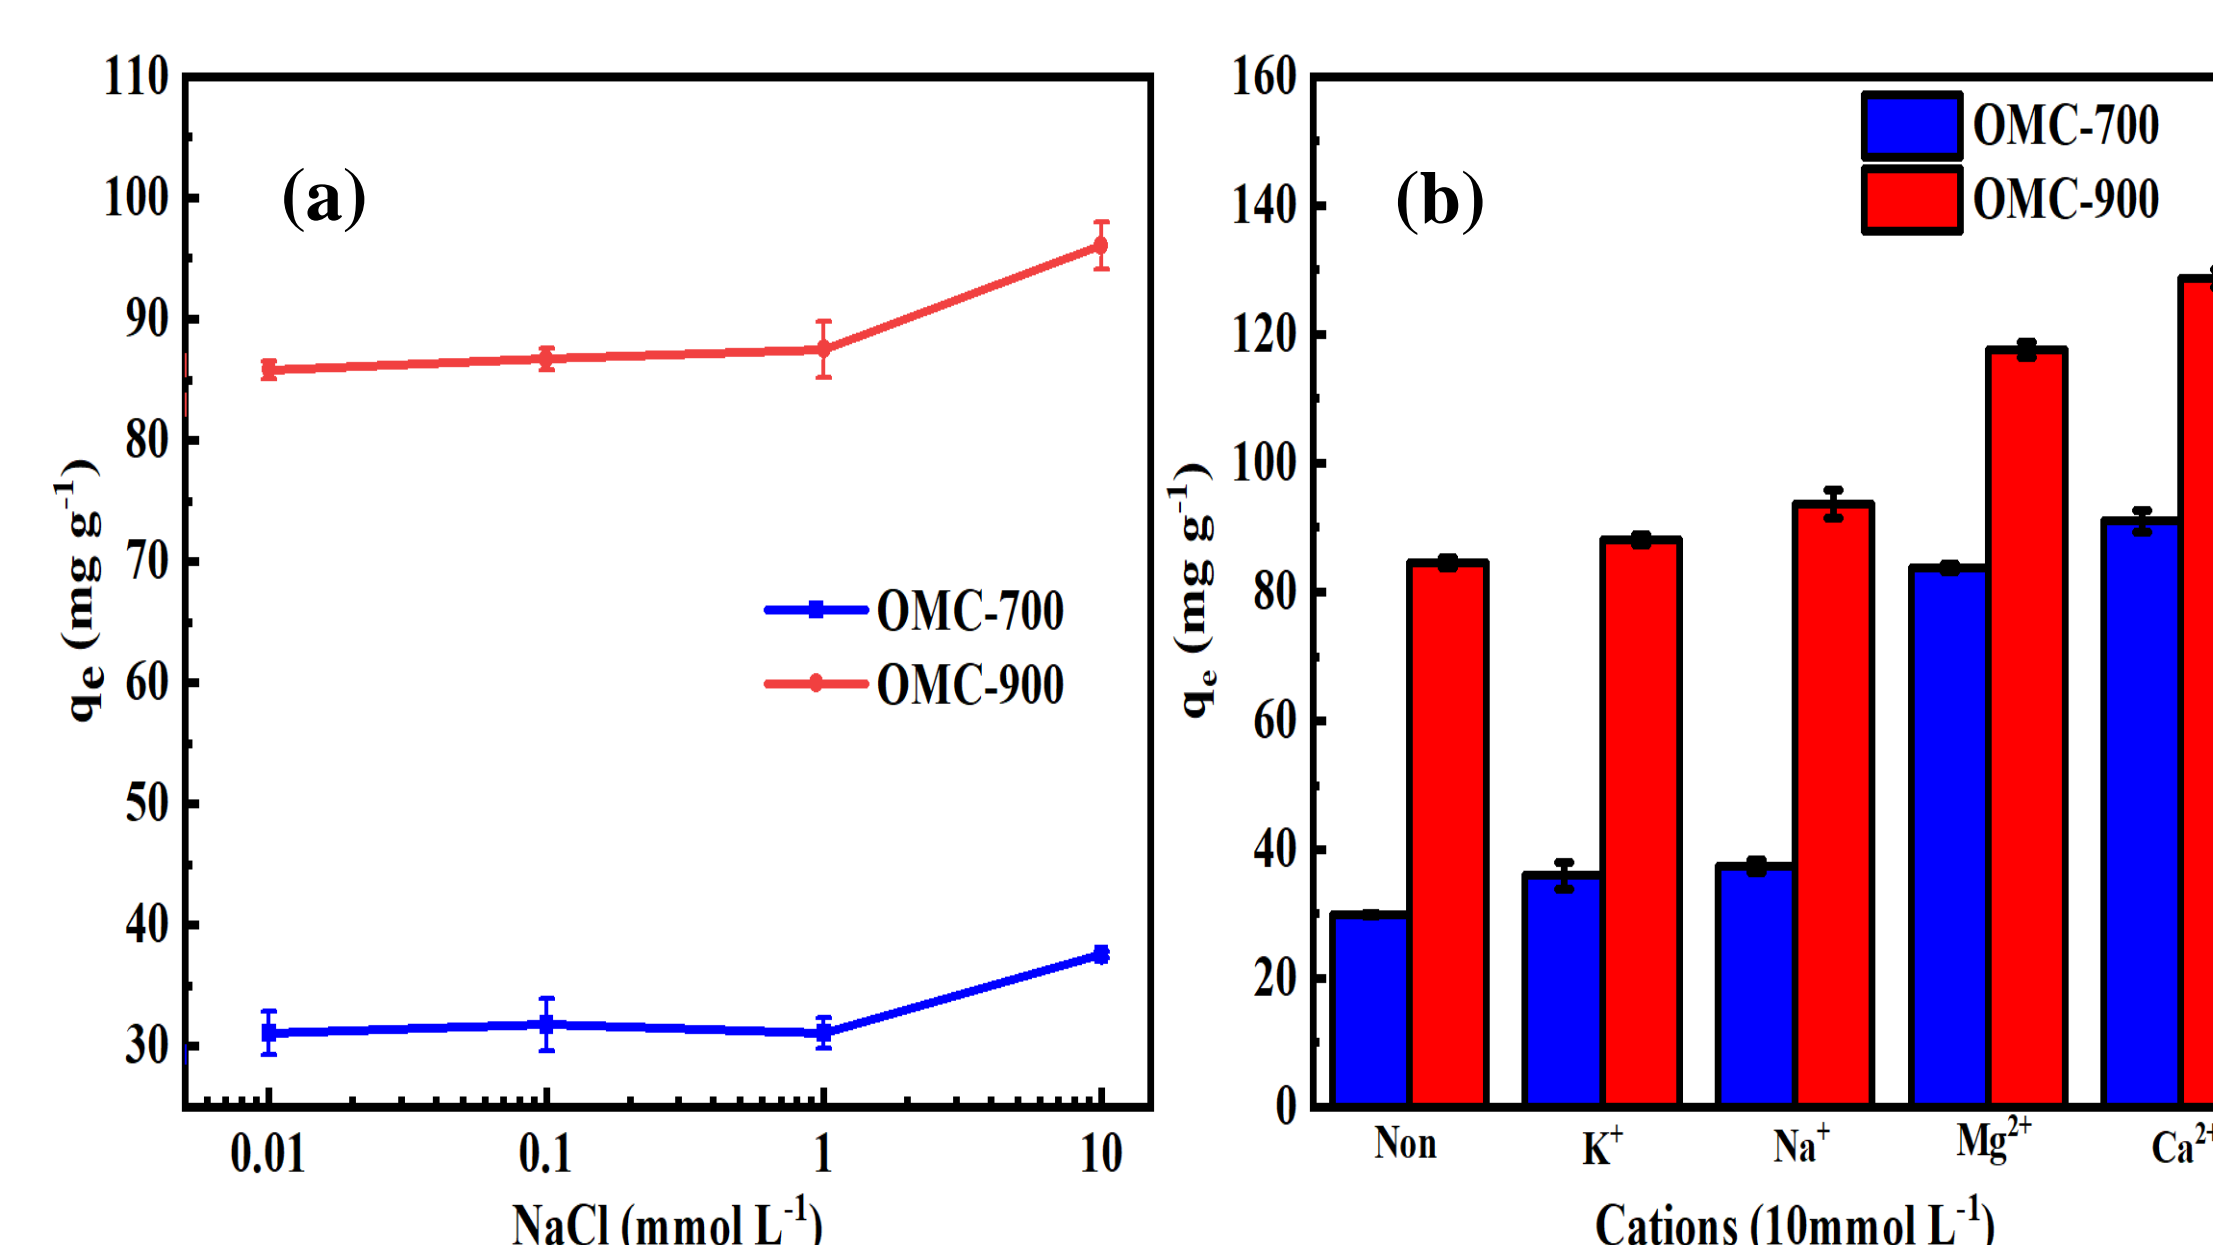 (a)
110
100
90
80
70
60
50
40
30
qe (mg g-1)
OMC-700
OMC-900
0.01 0.1 1 10
NaCl (mmol L-1)
(b)
OMC-700
OMC-900
160
140
120
100
80
60
40
20
0
qe (mg g-1)
Non K+ Na+ Mg2+ Ca2+
Cations (10mmol L-1)